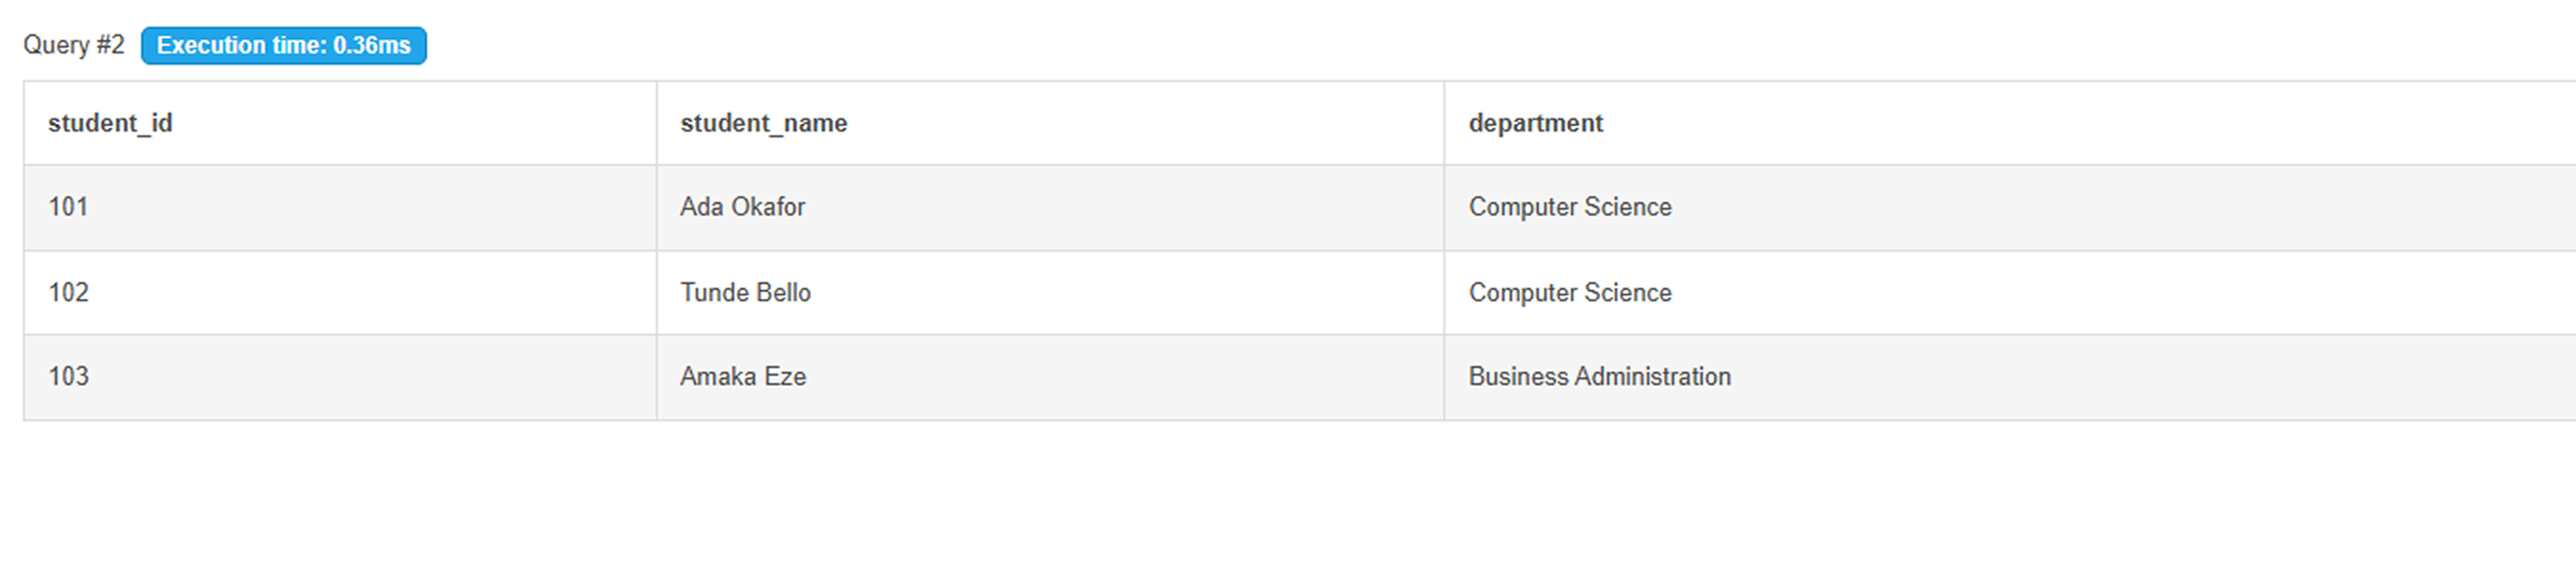 Query #2 Execution time: 0.36ms
student_id student_name department
101 Ada Okafor Computer Science
102 Tunde Bello Computer Science
103 Amaka Eze Business Administration